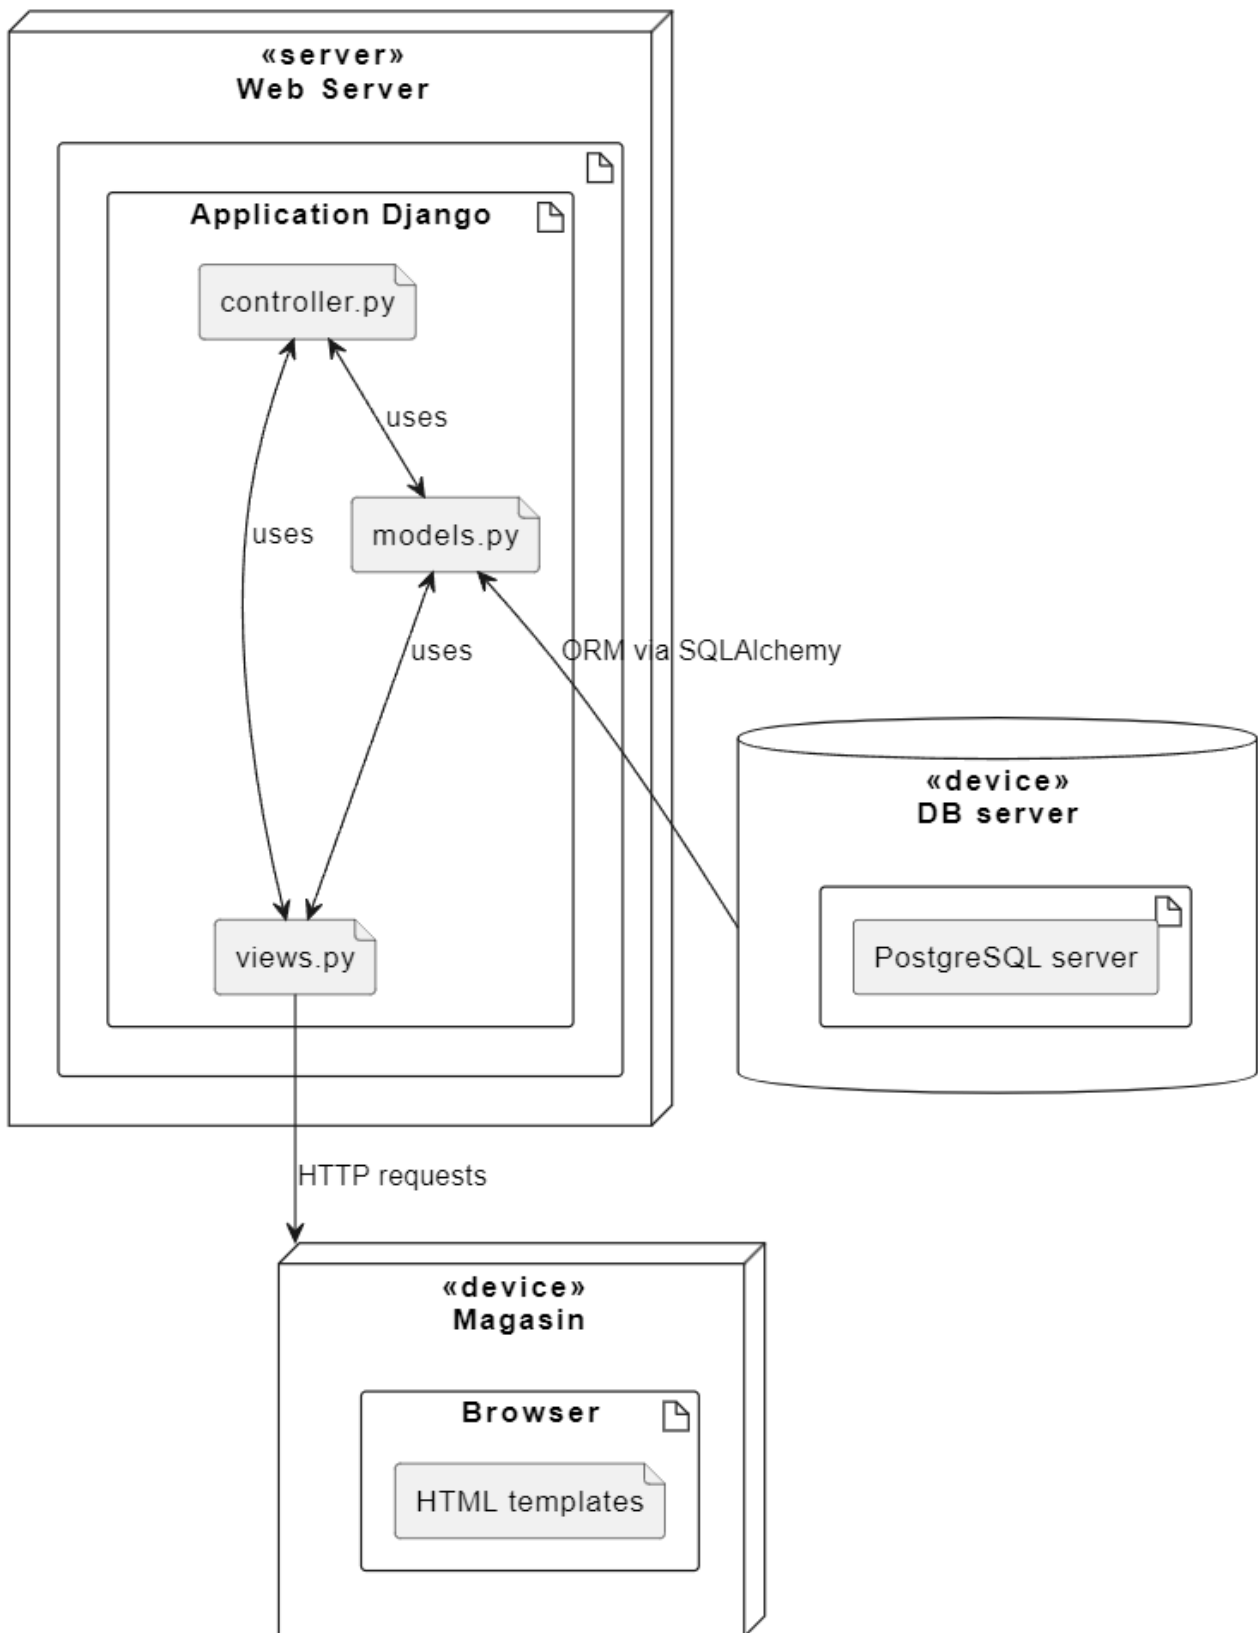 «server»
Web Server
Application Django
controller.py
uses
models.py
uses
uses
ORM via SQLAlchemy
«device»
DB server
PostgreSQL server
views.py
HTTP requests
«device»
Magasin
Browser
HTML templates